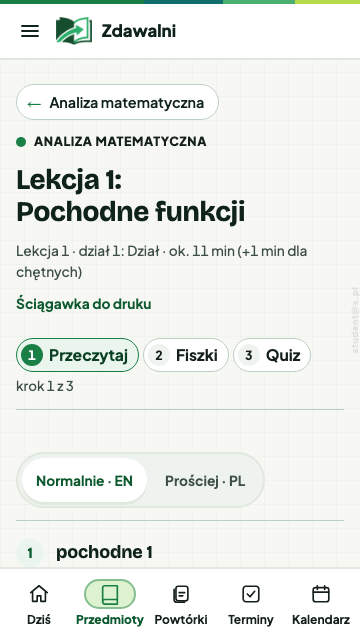 Zdawalni
← Analiza matematyczna
ANALIZA MATEMATYCZNA
Lekcja 1:
Pochodne funkcji
Lekcja 1 · dział 1: Dział · ok. 11 min (+1 min dla
chętnych)
Ściągawka do druku
student@x.pl
1 Przeczytaj 2 Fiszki 3 Quiz
krok 1 z 3
Normalnie · EN Prościej · PL
1 pochodne 1
Dziś Przedmioty Powtórki Terminy Kalendarz